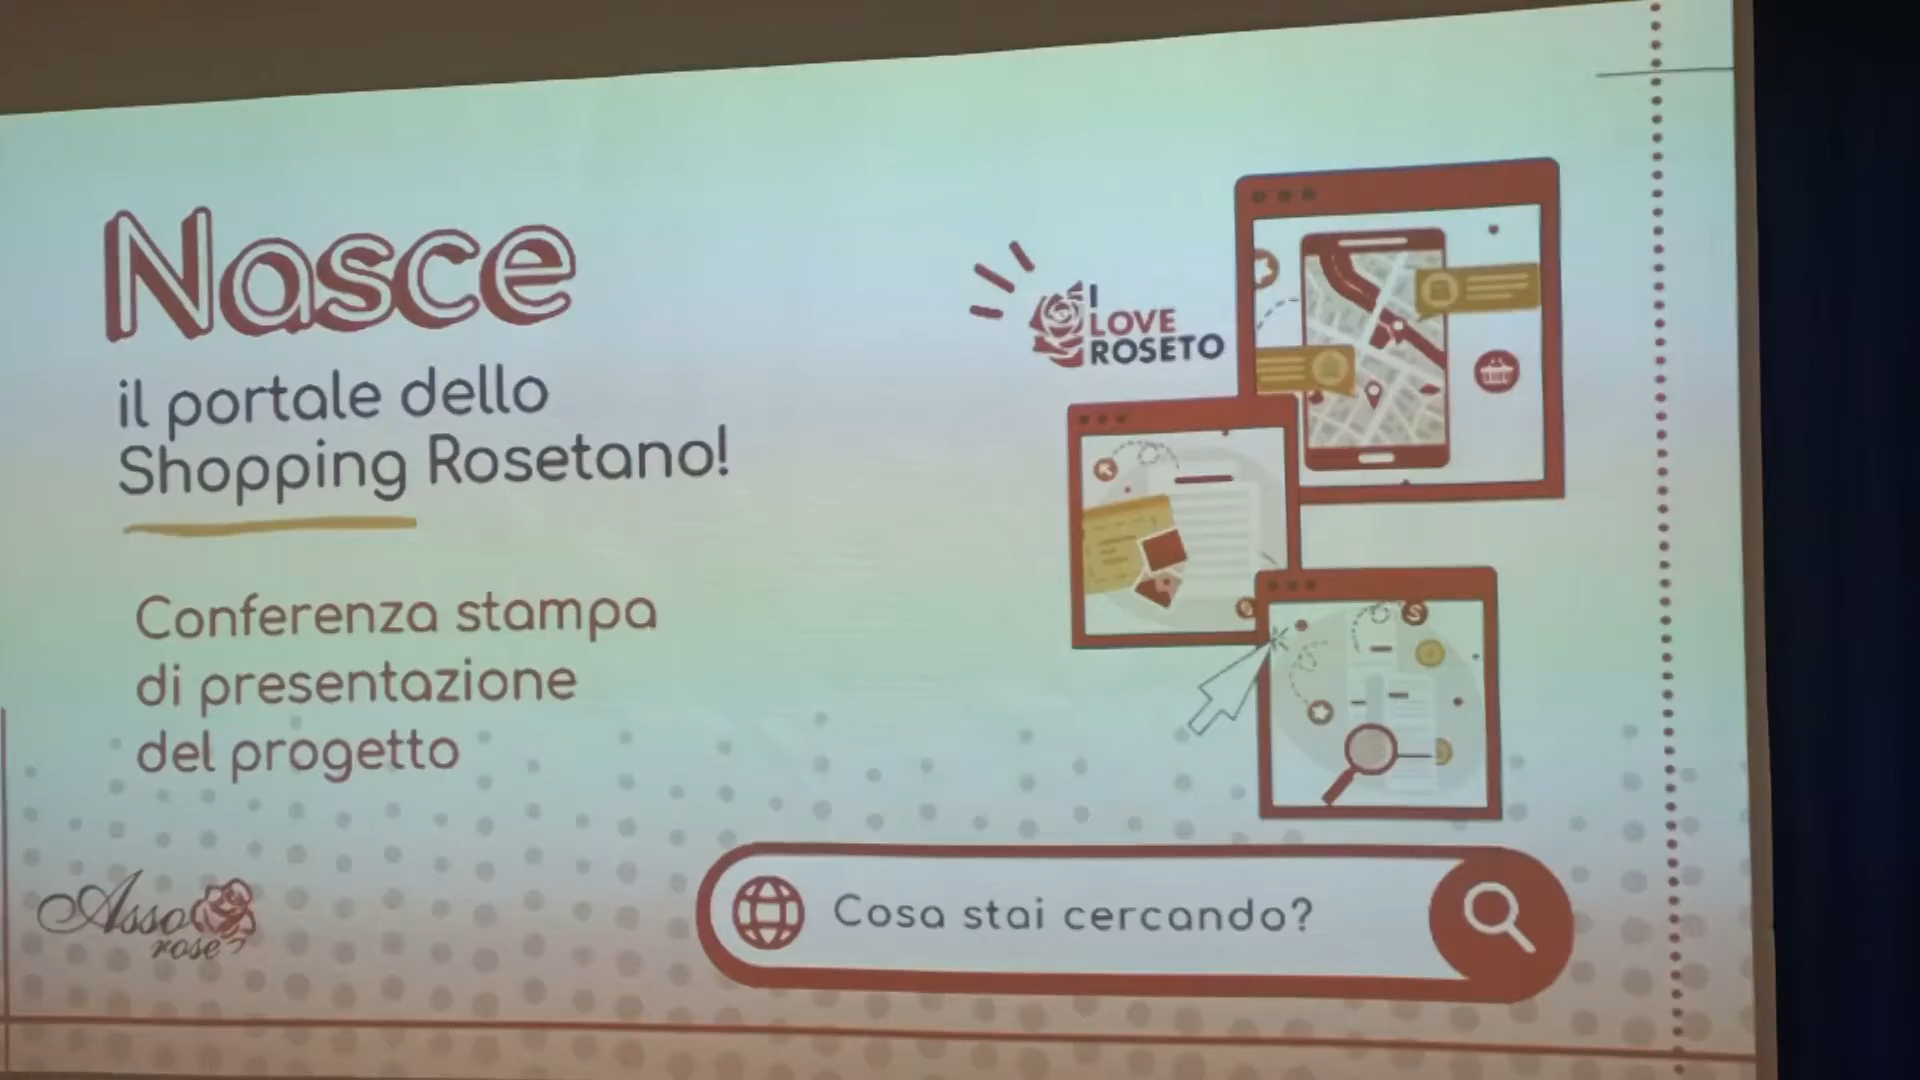 Nasce
il portale dello
Shopping Rosetano!
Conferenza stampa
di presentazione
del progetto
I
LOVE
ROSETO
Asso
rose
Cosa stai cercando?